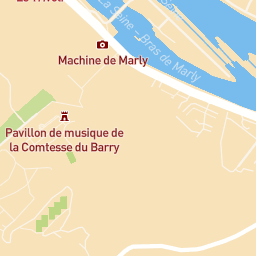 Machine de Marly
La Seine - Bras de Marly
Pavillon de musique de
la Comtesse du Barry